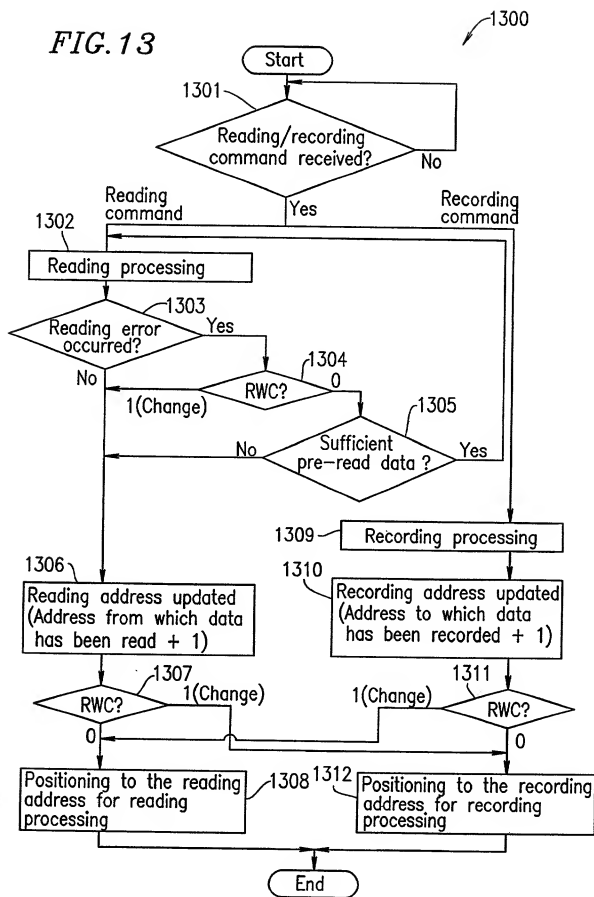 FIG.13
1300
Start
1301
Reading/recording
command received?
No
Yes
Reading
command
Recording
command
1302
Reading processing
1303
Reading error
occurred?
Yes
No
1304
RWC?
0
1(Change)
1305
Sufficient
pre-read data ?
No
Yes
1309
Recording processing
1306
Reading address updated
(Address from which data
has been read + 1)
1310
Recording address updated
(Address to which data
has been recorded + 1)
1307
RWC?
1(Change)
0
1311
RWC?
1(Change)
0
Positioning to the reading
address for reading
processing
1308
1312
Positioning to the recording
address for recording
processing
End